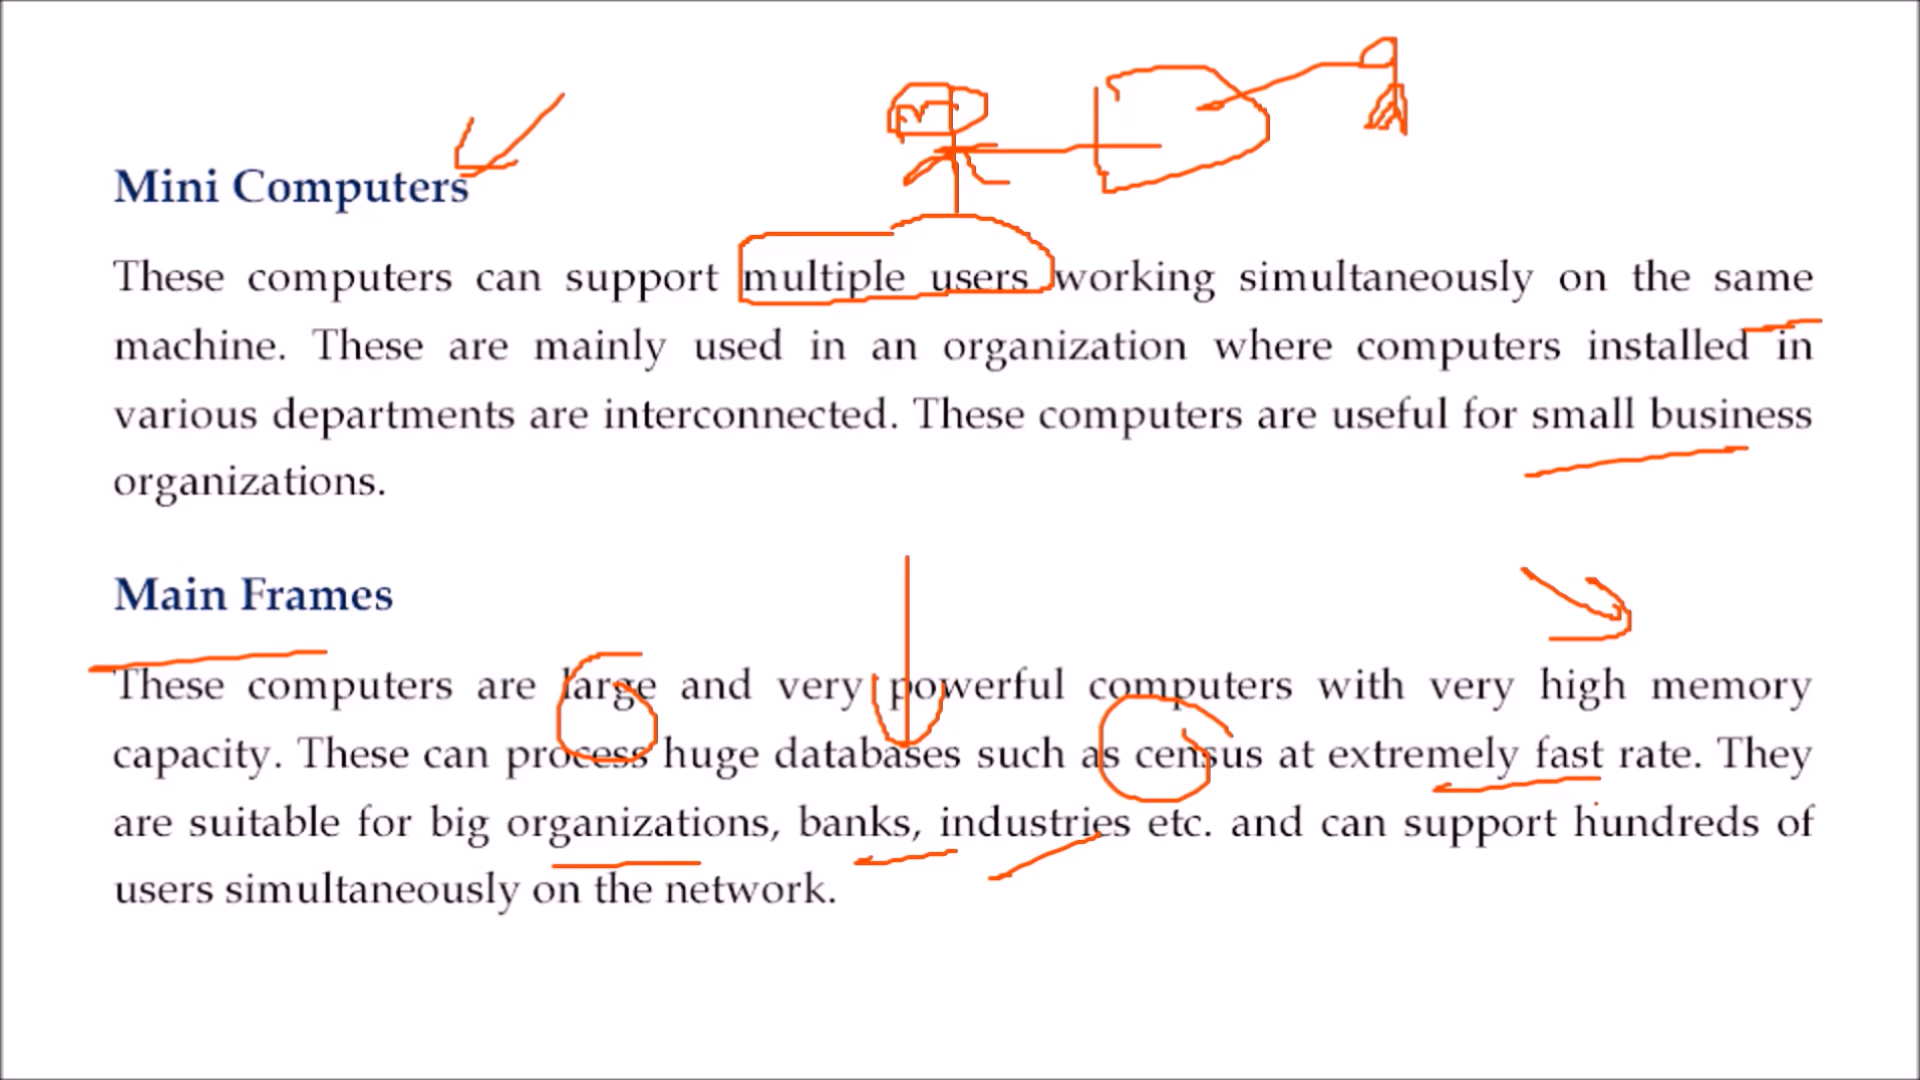 Mini Computers
These computers can support multiple users working simultaneously on the same
machine. These are mainly used in an organization where computers installed in
various departments are interconnected. These computers are useful for small business
organizations.
Main Frames
These computers are large and very powerful computers with very high memory
capacity. These can process huge databases such as census at extremely fast rate. They
are suitable for big organizations, banks, industries etc. and can support hundreds of
users simultaneously on the network.